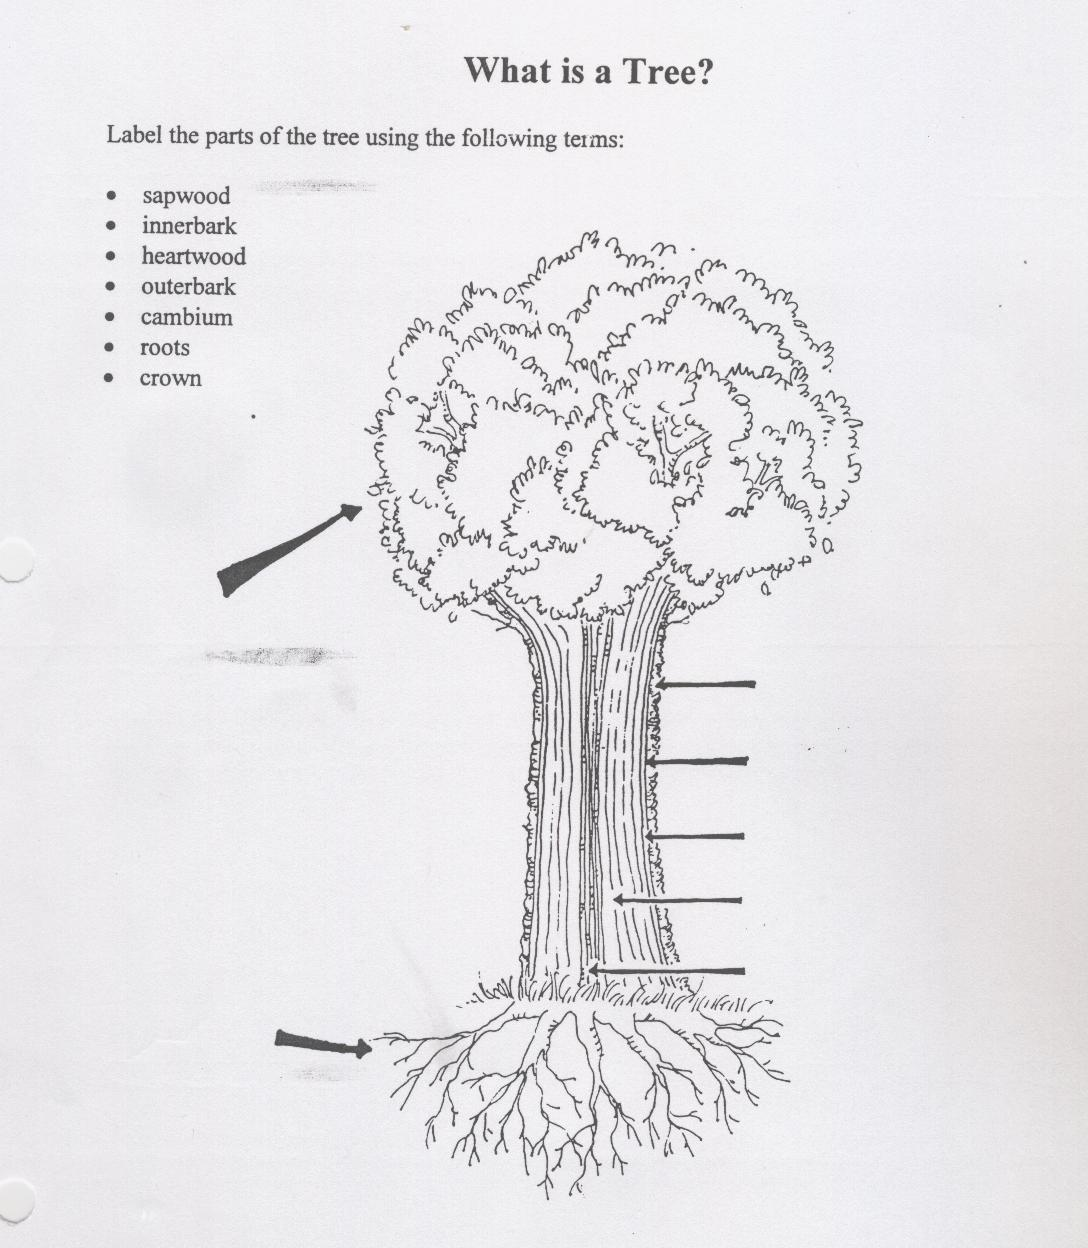 What is a Tree?
Label the parts of the tree using the following terms:
• sapwood
• innerbark
• heartwood
• outerbark
• cambium
• roots
• crown